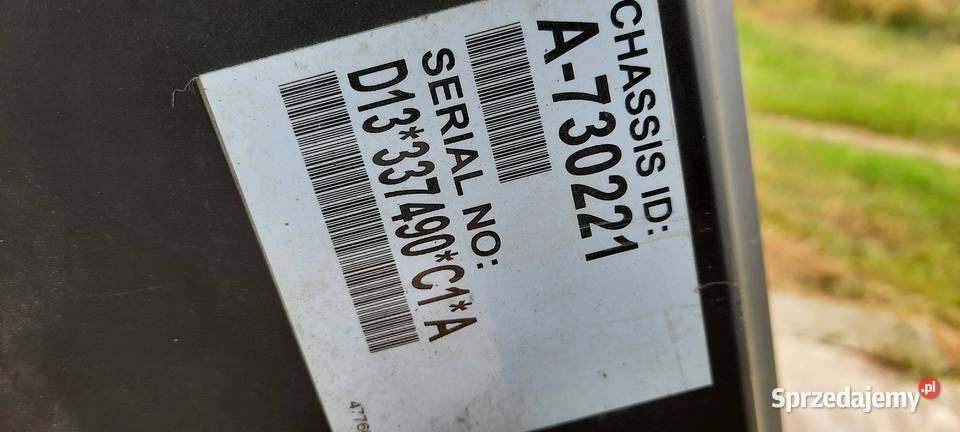 CHASSIS ID:
A-730221
SERIAL NO:
D13*337490*C1*A
Sprzedajemy.pl